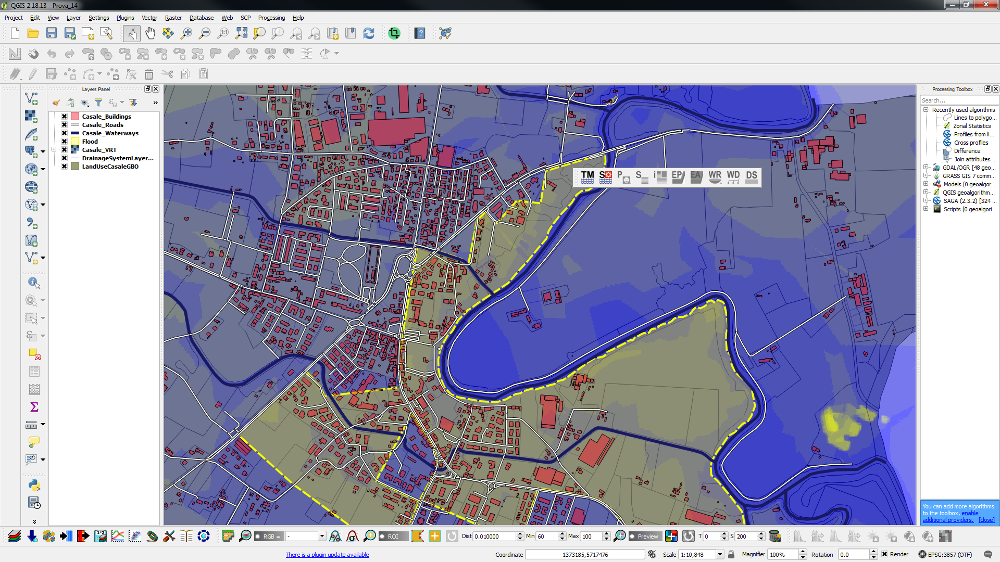 QGIS 2.18.13 - Prova_14
Project Edit View Layer Settings Plugins Vector Raster Database Web SCP Processing Help
Layers Panel
Casale_Buildings
Casale_Roads
Casale_Waterways
Flood
Casale_VRT
DrainageSystemLayer...
LandUseCasaleGBO
TM S P S i EP EA WR WD DS
Processing Toolbox
Search...
Recently used algorithms
Lines to polygo...
Zonal Statistics
Profiles from li...
Cross profiles
Difference
Join attributes ...
GDAL/OGR [48 geo...
GRASS GIS 7 comm...
Models [0 geoalgor...
QGIS geoalgorithm...
SAGA (2.3.2) [324 ...
Scripts [0 geoalgori...
You can add more algorithms
to the toolbox, enable
additional providers. [close]
RGB = - ROI Dist 0.010000 Min 60 Max 100 Preview T 0 S 200
There is a plugin update available Coordinate 1373185,5717476 Scale 1:10,848 Magnifier 100% Rotation 0.0 Render EPSG:3857 (OTF)